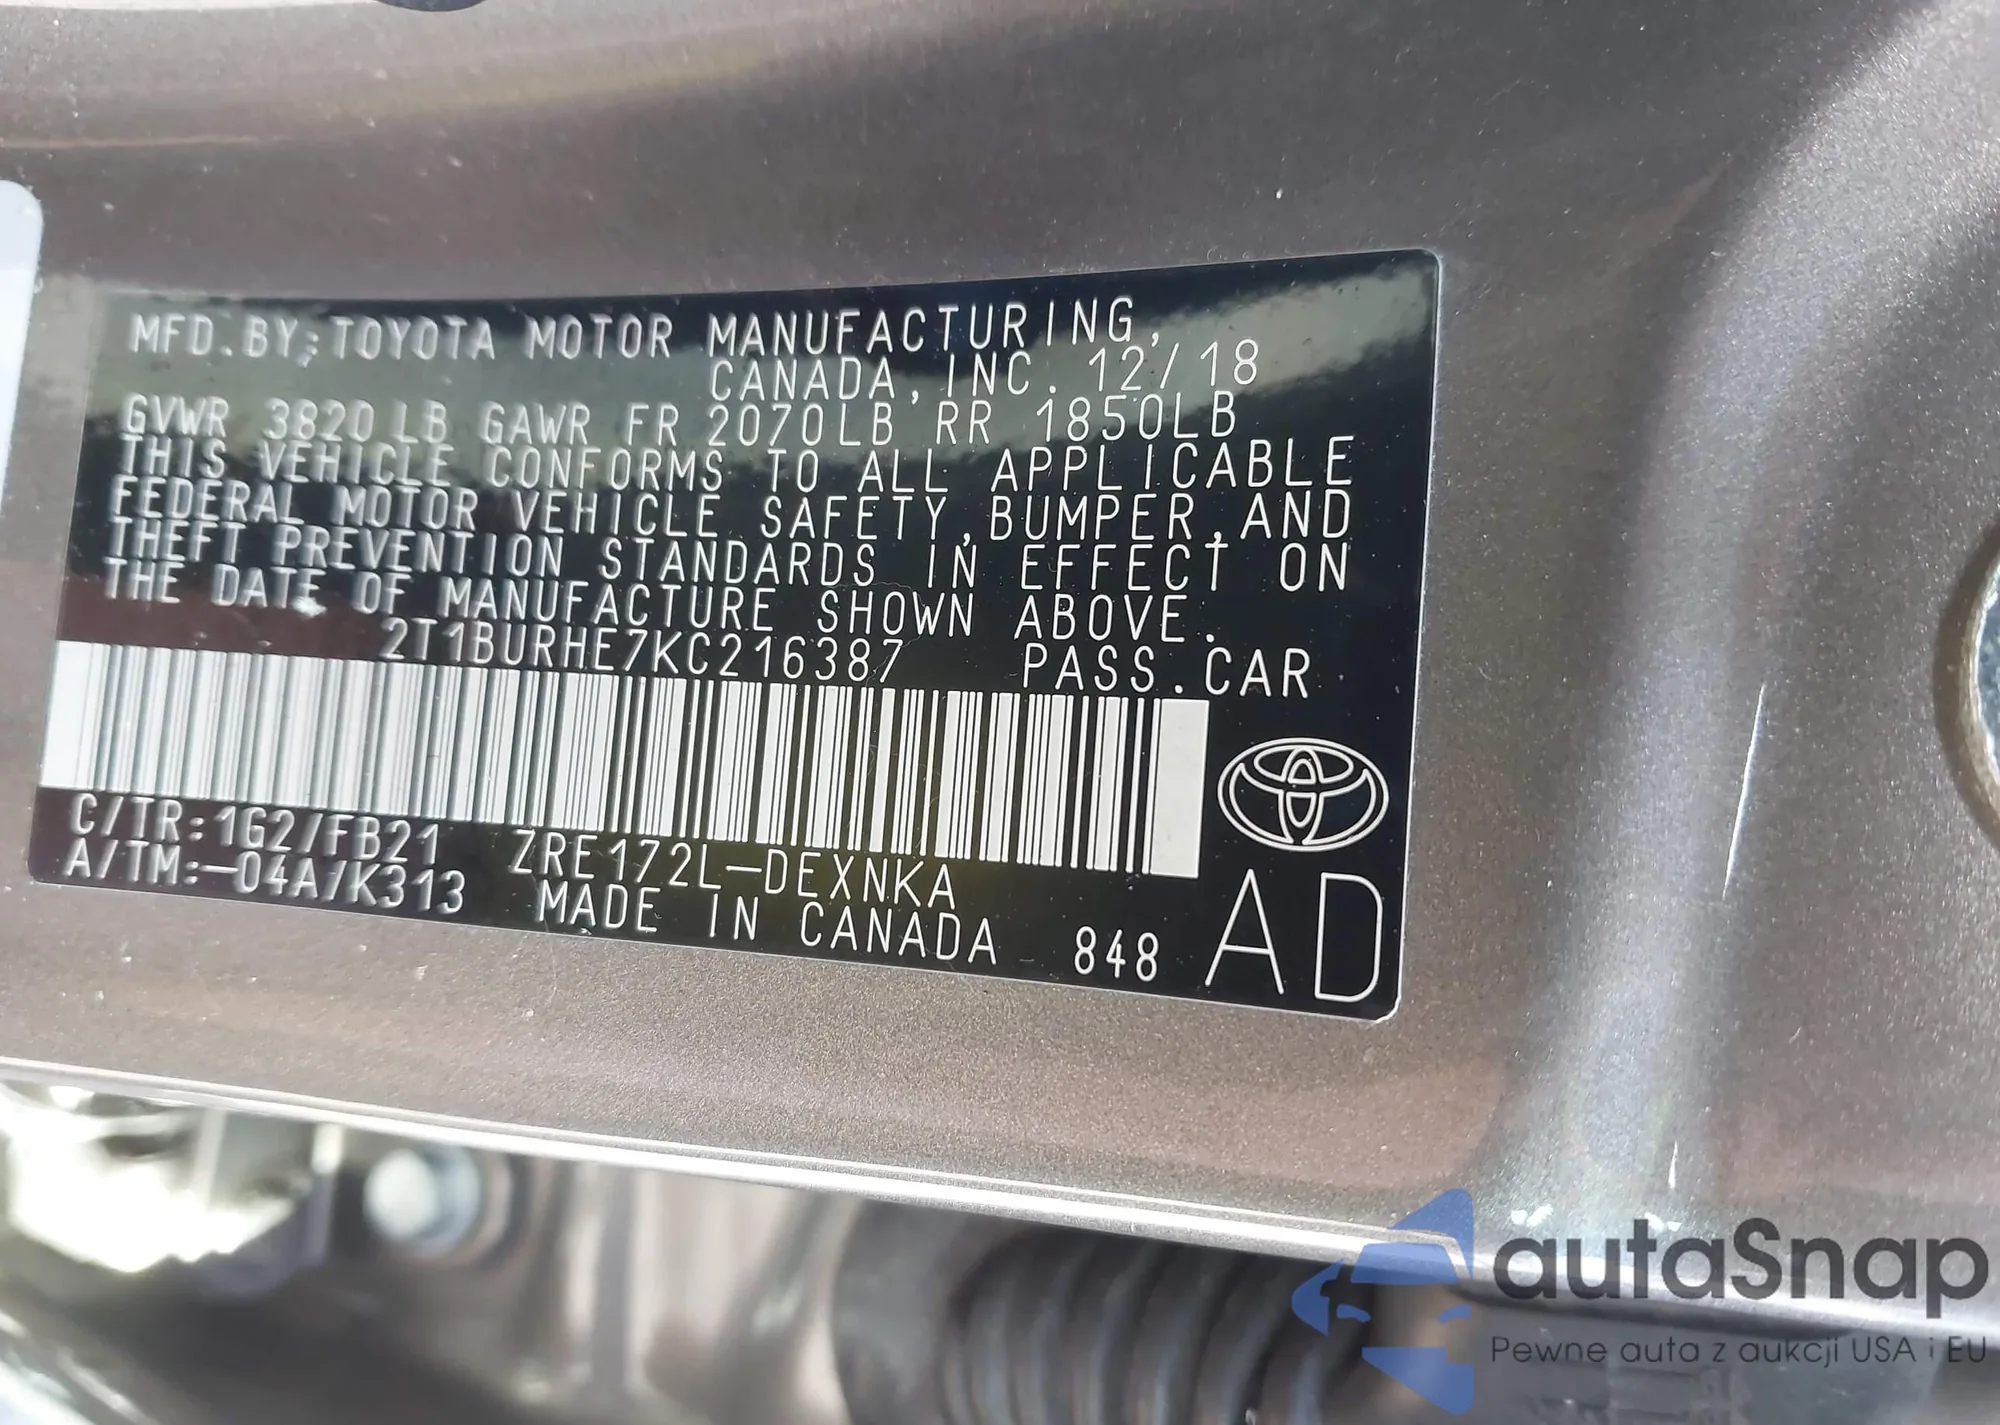 MFD.BY:TOYOTA MOTOR MANUFACTURING,
CANADA,INC. 12/18
GVWR 3820LB GAWR FR 2070LB RR 1850LB
THIS VEHICLE CONFORMS TO ALL APPLICABLE
FEDERAL MOTOR VEHICLE SAFETY,BUMPER,AND
THEFT PREVENTION STANDARDS IN EFFECT ON
THE DATE OF MANUFACTURE SHOWN ABOVE.
2T1BURHE7KC216387 PASS.CAR
C/TR:1G2/FB21 ZRE172L-DEXNKA
A/TM:-04A/K313 MADE IN CANADA 848 AD
autaSnap
Pewne auta z aukcji USA i EU